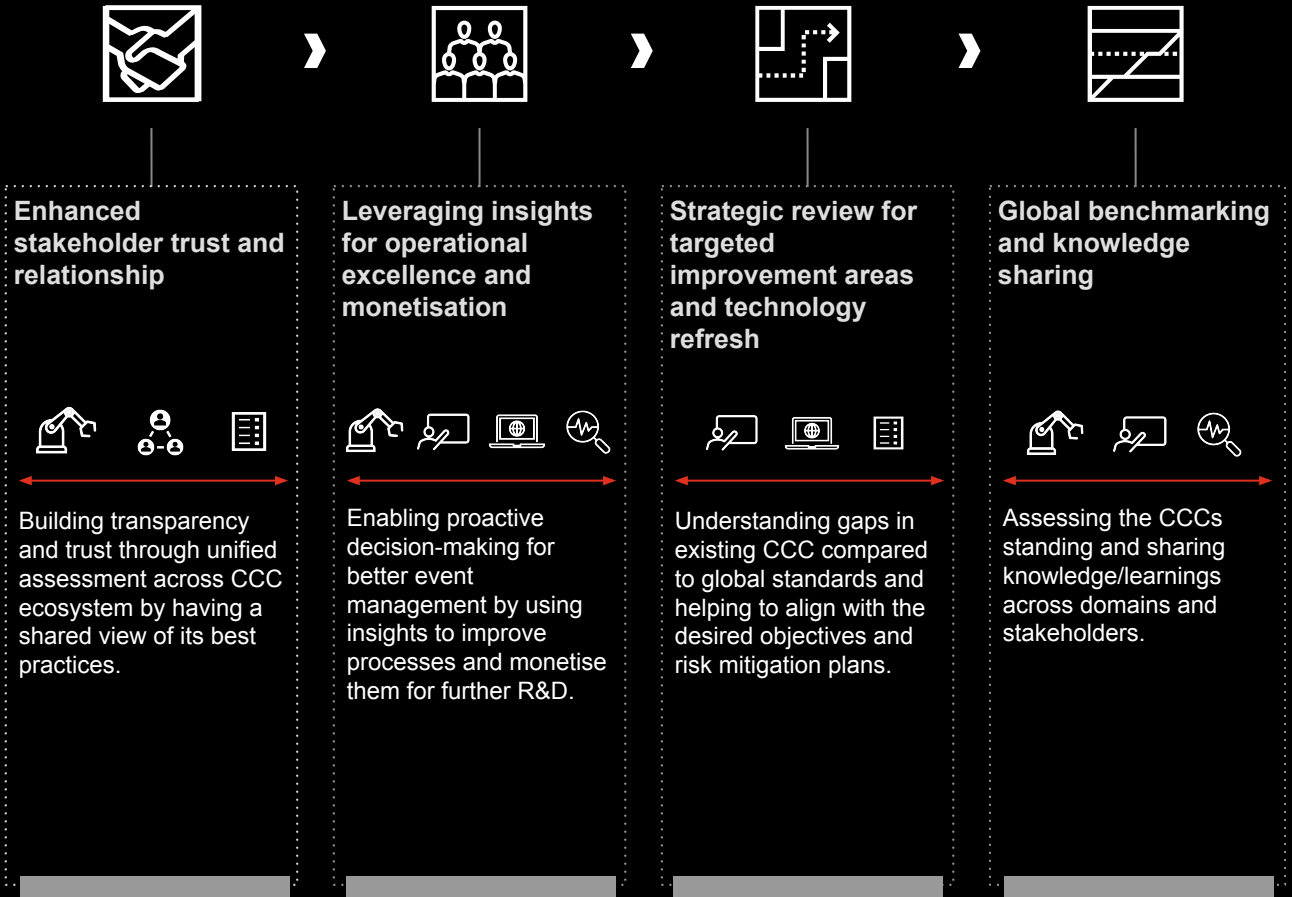 Enhanced
stakeholder trust and
relationship
Building transparency
and trust through unified
assessment across CCC
ecosystem by having a
shared view of its best
practices.
Leveraging insights
for operational
excellence and
monetisation
Enabling proactive
decision-making for
better event
management by using
insights to improve
processes and monetise
them for further R&D.
Strategic review for
targeted
improvement areas
and technology
refresh
Understanding gaps in
existing CCC compared
to global standards and
helping to align with the
desired objectives and
risk mitigation plans.
Global benchmarking
and knowledge
sharing
Assessing the CCCs
standing and sharing
knowledge/learnings
across domains and
stakeholders.